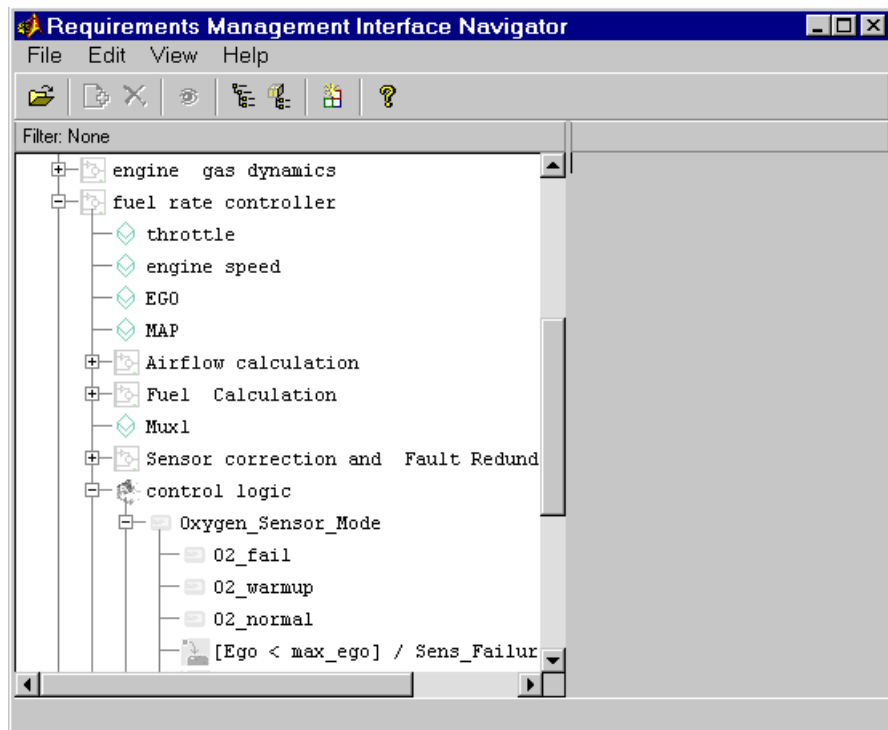 Requirements Management Interface Navigator
File Edit View Help
Filter: None
engine gas dynamics
fuel rate controller
throttle
engine speed
EGO
MAP
Airflow calculation
Fuel Calculation
Mux1
Sensor correction and Fault Redund
control logic
Oxygen_Sensor_Mode
O2_fail
O2_warmup
O2_normal
[Ego < max_ego] / Sens_Failur